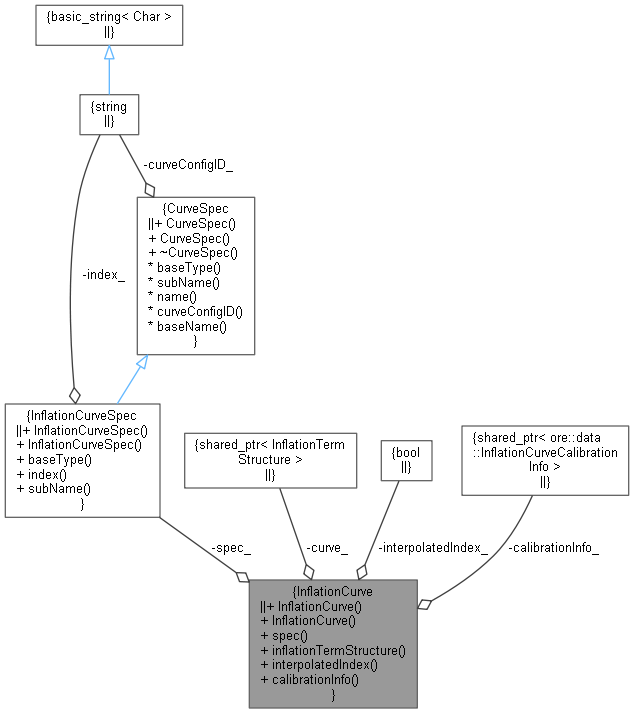 {basic_string< Char >
||}
{string
||}
-curveConfigID_
{CurveSpec
||+ CurveSpec()
+ CurveSpec()
+ ~CurveSpec()
* baseType()
* subName()
* name()
* curveConfigID()
* baseName()
}
-index_
{InflationCurveSpec
||+ InflationCurveSpec()
+ InflationCurveSpec()
+ baseType()
+ index()
+ subName()
}
{shared_ptr< InflationTerm
Structure >
||}
{bool
||}
{shared_ptr< ore::data
::InflationCurveCalibration
Info >
||}
-spec_
-curve_
-interpolatedIndex_
-calibrationInfo_
{InflationCurve
||+ InflationCurve()
+ InflationCurve()
+ spec()
+ inflationTermStructure()
+ interpolatedIndex()
+ calibrationInfo()
}